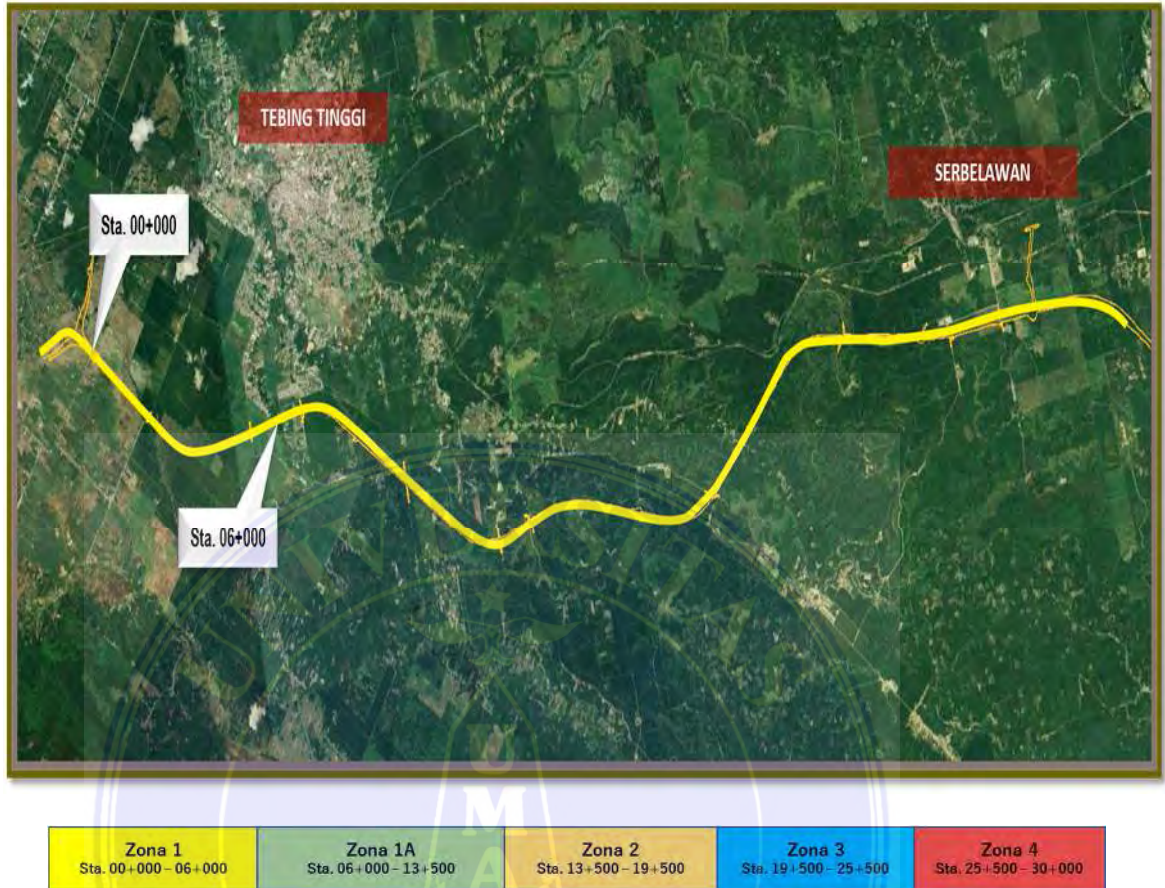 TEBING TINGGI
SERBELAWAN
Sta. 00+000
Sta. 06+000
UNIVERSITAS
U
M
A
Zona 1
Sta. 00+000 – 06+000
Zona 1A
Sta. 06+000 – 13+500
Zona 2
Sta. 13+500 – 19+500
Zona 3
Sta. 19+500 – 25+500
Zona 4
Sta. 25+500 – 30+000